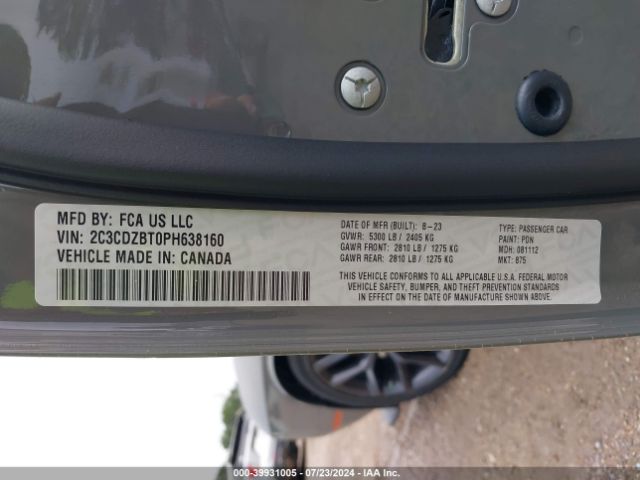 MFD BY: FCA US LLC
VIN: 2C3CDZBT0PH638160
VEHICLE MADE IN: CANADA
DATE OF MFR (BUILT): 8-23
GVWR: 5300 LB / 2405 KG
GAWR FRONT: 2810 LB / 1275 KG
GAWR REAR: 2810 LB / 1275 KG
TYPE: PASSENGER CAR
PAINT: PDN
MDH: 081112
MKT: 875
THIS VEHICLE CONFORMS TO ALL APPLICABLE U.S.A. FEDERAL MOTOR
VEHICLE SAFETY, BUMPER, AND THEFT PREVENTION STANDARDS
IN EFFECT ON THE DATE OF MANUFACTURE SHOWN ABOVE.
000-39931005 - 07/23/2024 - IAA Inc.